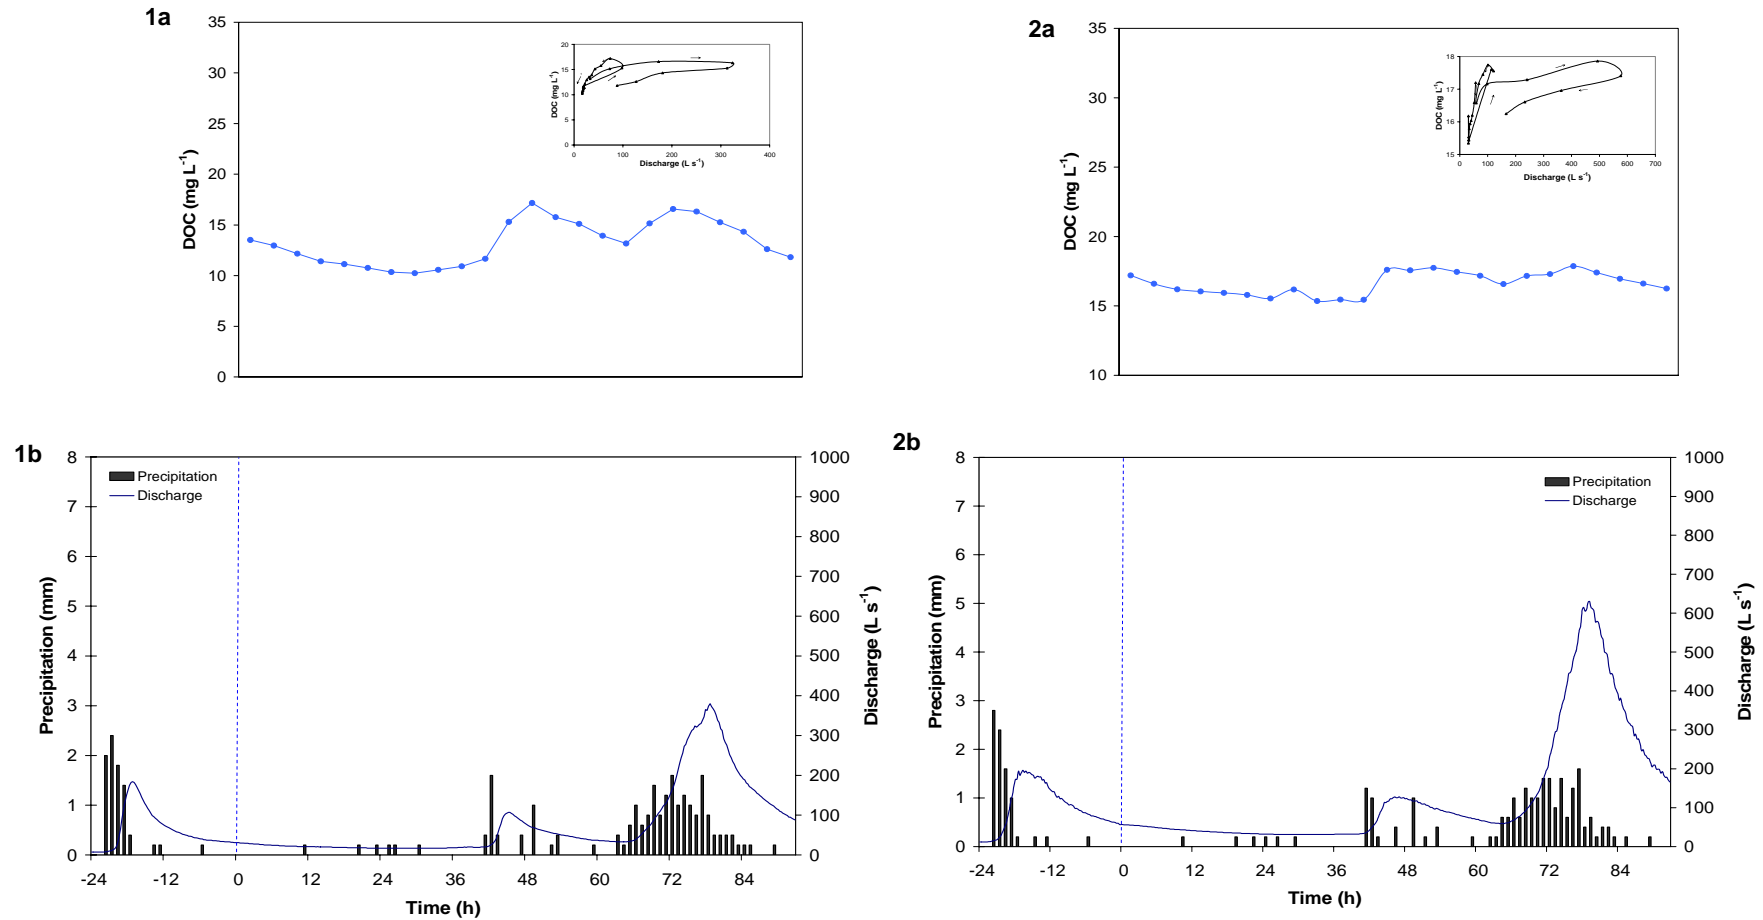 1a
35
30
25
20
15
10
5
0
DOC (mg L-1)
20
15
10
5
0
DOC (mg L-1)
0 100 200 300 400
Discharge (L s-1)
2a
35
30
25
20
15
10
DOC (mg L-1)
18
17
16
15
DOC (mg L-1)
0 100 200 300 400 500 600 700
Discharge (L s-1)
1b
8
7
6
5
4
3
2
1
0
Precipitation (mm)
Precipitation
Discharge
1000
900
800
700
600
500
400
300
200
100
0
Discharge (L s-1)
-24 -12 0 12 24 36 48 60 72 84
Time (h)
2b
8
7
6
5
4
3
2
1
0
Precipitation (mm)
Precipitation
Discharge
1000
900
800
700
600
500
400
300
200
100
0
Discharge (L s-1)
-24 -12 0 12 24 36 48 60 72 84
Time (h)